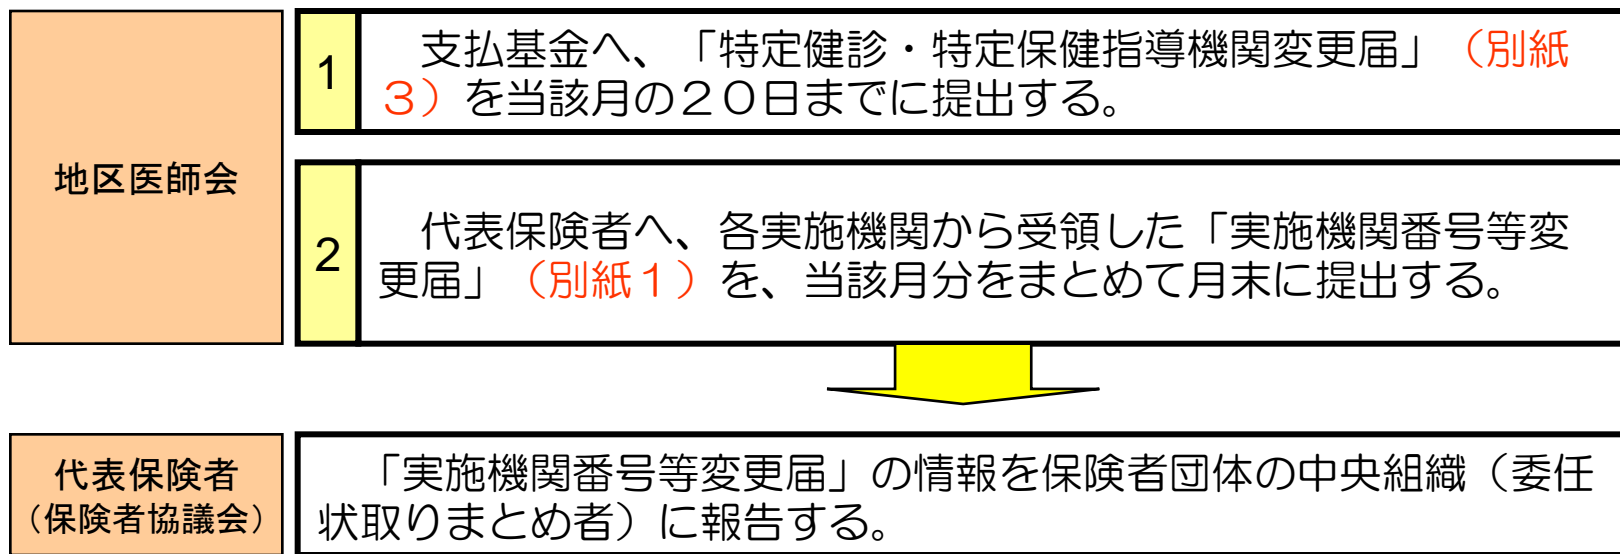 地区医師会
1
支払基金へ、「特定健診・特定保健指導機関変更届」（別紙
３）を当該月の２０日までに提出する。
2
代表保険者へ、各実施機関から受領した「実施機関番号等変
更届」（別紙１）を、当該月分をまとめて月末に提出する。
代表保険者
（保険者協議会）
「実施機関番号等変更届」の情報を保険者団体の中央組織（委任
状取りまとめ者）に報告する。